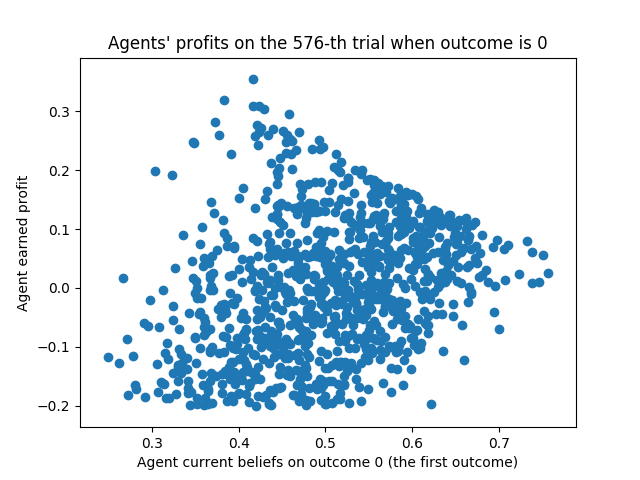 Agents' profits on the 576-th trial when outcome is 0
Agent earned profit
0.3
0.2
0.1
0.0
−0.1
−0.2
0.3 0.4 0.5 0.6 0.7
Agent current beliefs on outcome 0 (the first outcome)